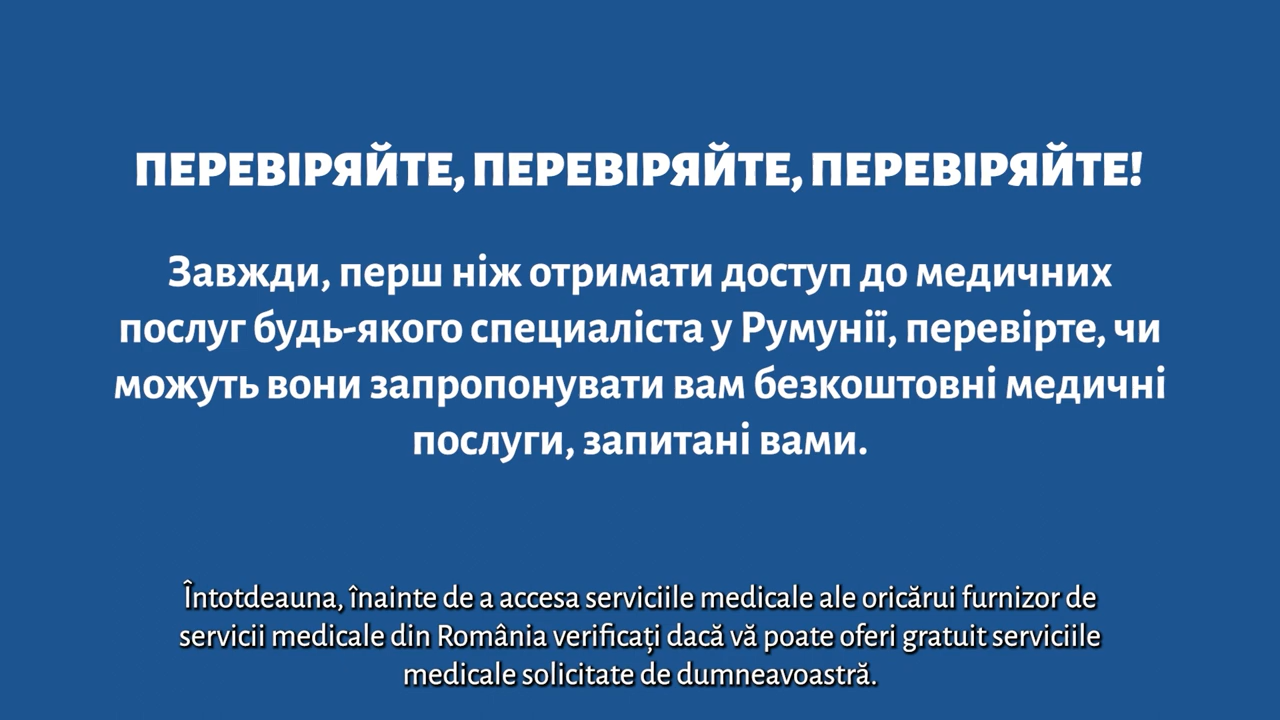 ПЕРЕВІРЯЙТЕ, ПЕРЕВІРЯЙТЕ, ПЕРЕВІРЯЙТЕ!
Завжди, перш ніж отримати доступ до медичних
послуг будь-якого специаліста у Румунії, перевірте, чи
можуть вони запропонувати вам безкоштовні медичні
послуги, запитані вами.
Întotdeauna, înainte de a accesa serviciile medicale ale oricărui furnizor de
servicii medicale din România verificați dacă vă poate oferi gratuit serviciile
medicale solicitate de dumneavoastră.